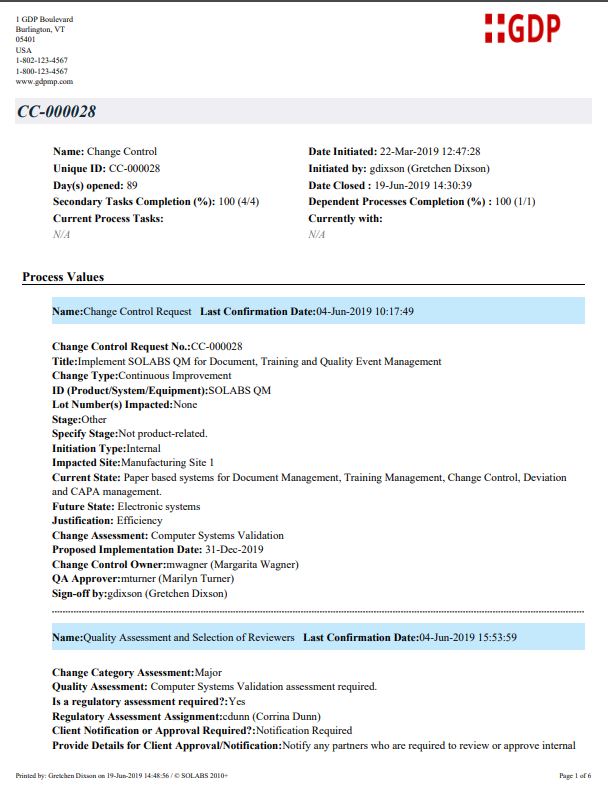 1 GDP Boulevard
Burlington, VT
05401
USA
1-802-123-4567
1-800-123-4567
www.gdpmp.com
GDP
CC-000028
Name: Change Control
Unique ID: CC-000028
Day(s) opened: 89
Secondary Tasks Completion (%): 100 (4/4)
Current Process Tasks:
N/A
Date Initiated: 22-Mar-2019 12:47:28
Initiated by: gdixson (Gretchen Dixson)
Date Closed : 19-Jun-2019 14:30:39
Dependent Processes Completion (%) : 100 (1/1)
Currently with:
N/A
Process Values
Name:Change Control Request Last Confirmation Date:04-Jun-2019 10:17:49
Change Control Request No.:CC-000028
Title:Implement SOLABS QM for Document, Training and Quality Event Management
Change Type:Continuous Improvement
ID (Product/System/Equipment):SOLABS QM
Lot Number(s) Impacted:None
Stage:Other
Specify Stage:Not product-related.
Initiation Type:Internal
Impacted Site:Manufacturing Site 1
Current State: Paper based systems for Document Management, Training Management, Change Control, Deviation
and CAPA management.
Future State: Electronic systems
Justification: Efficiency
Change Assessment: Computer Systems Validation
Proposed Implementation Date: 31-Dec-2019
Change Control Owner:mwagner (Margarita Wagner)
QA Approver:mturner (Marilyn Turner)
Sign-off by:gdixson (Gretchen Dixson)
Name:Quality Assessment and Selection of Reviewers Last Confirmation Date:04-Jun-2019 15:53:59
Change Category Assessment:Major
Quality Assessment: Computer Systems Validation assessment required.
Is a regulatory assessment required?:Yes
Regulatory Assessment Assignment:cdunn (Corrina Dunn)
Client Notification or Approval Required?:Notification Required
Provide Details for Client Approval/Notification:Notify any partners who are required to review or approve internal
Printed by: Gretchen Dixson on 19-Jun-2019 14:48:56 / © SOLABS 2010+
Page 1 of 6